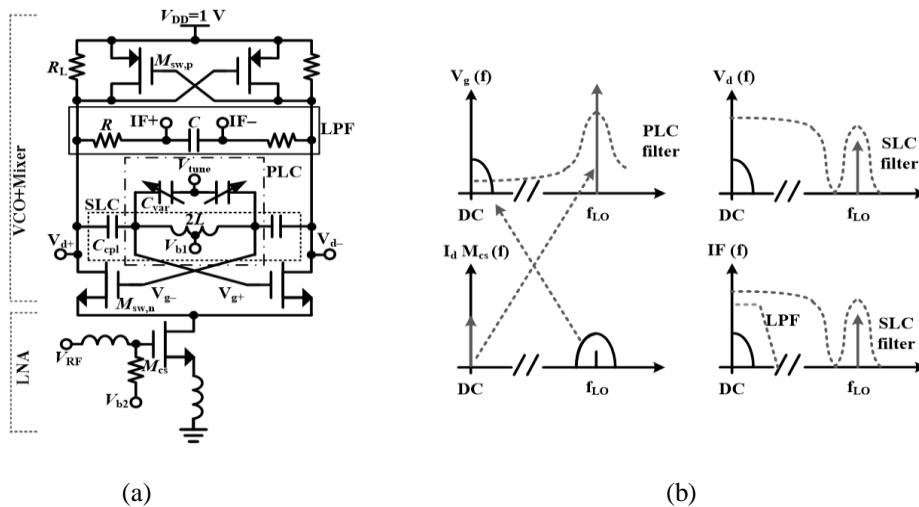 V_DD=1 V
R_L
M_sw,p
IF+
C
IF−
R
LPF
V_tune
PLC
C_var
SLC
2L
V_b1
C_cpl
V_d+
V_d−
V_g−
V_g+
M_sw,n
V_RF
M_cs
V_b2
VCO+Mixer
LNA
(a)
V_g (f)
PLC
filter
DC
f_LO
V_d (f)
SLC
filter
DC
f_LO
I_d M_cs (f)
DC
f_LO
IF (f)
LPF
SLC
filter
DC
f_LO
(b)